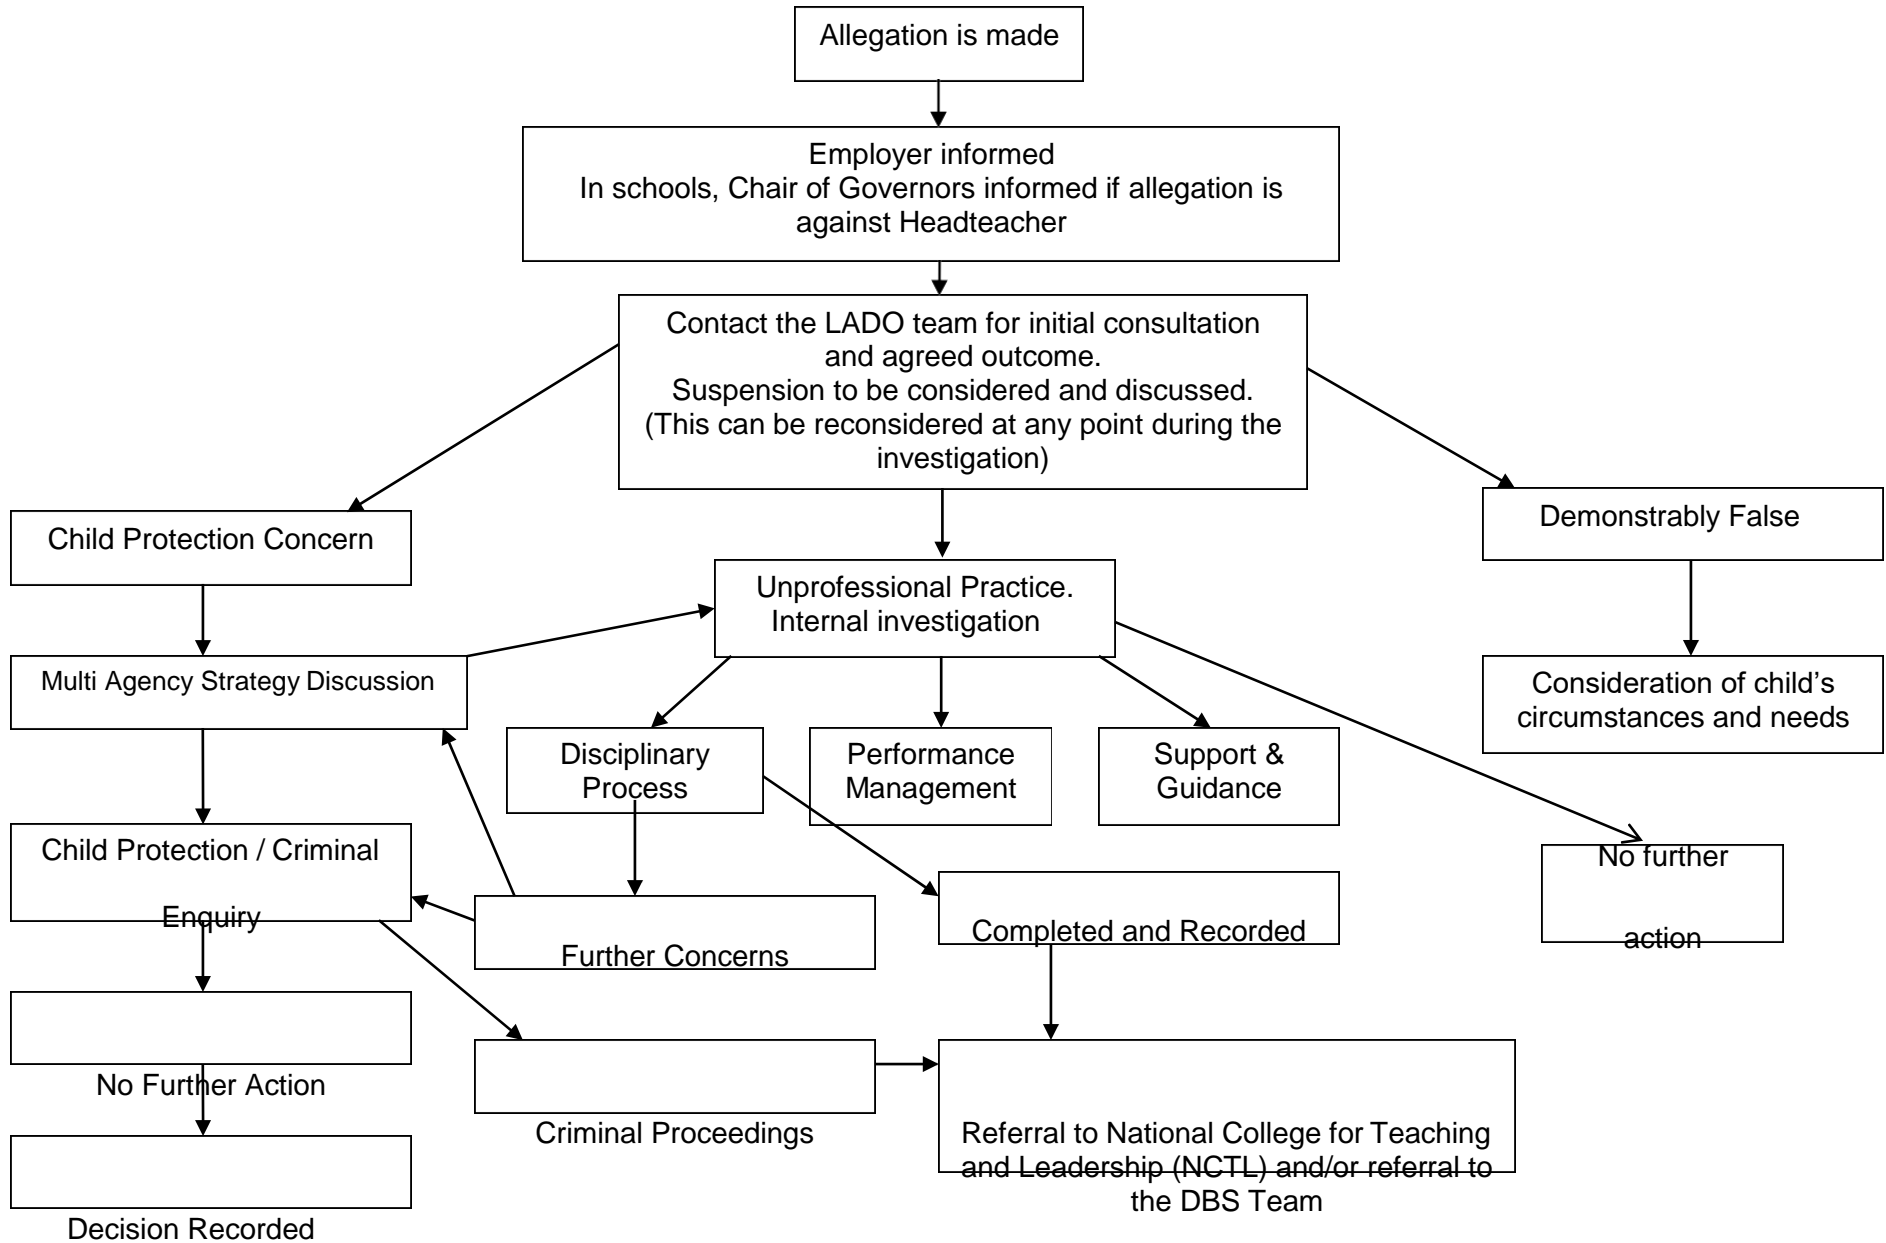 Allegation is made
Employer informed
In schools, Chair of Governors informed if allegation is
against Headteacher
Contact the LADO team for initial consultation
and agreed outcome.
Suspension to be considered and discussed.
(This can be reconsidered at any point during the
investigation)
Child Protection Concern
Demonstrably False
Unprofessional Practice.
Internal investigation
Multi Agency Strategy Discussion
Consideration of child’s
circumstances and needs
Disciplinary
Process
Performance
Management
Support &
Guidance
Child Protection / Criminal
Enquiry
Further Concerns
Completed and Recorded
No further
action
No Further Action
Criminal Proceedings
Referral to National College for Teaching
and Leadership (NCTL) and/or referral to
the DBS Team
Decision Recorded